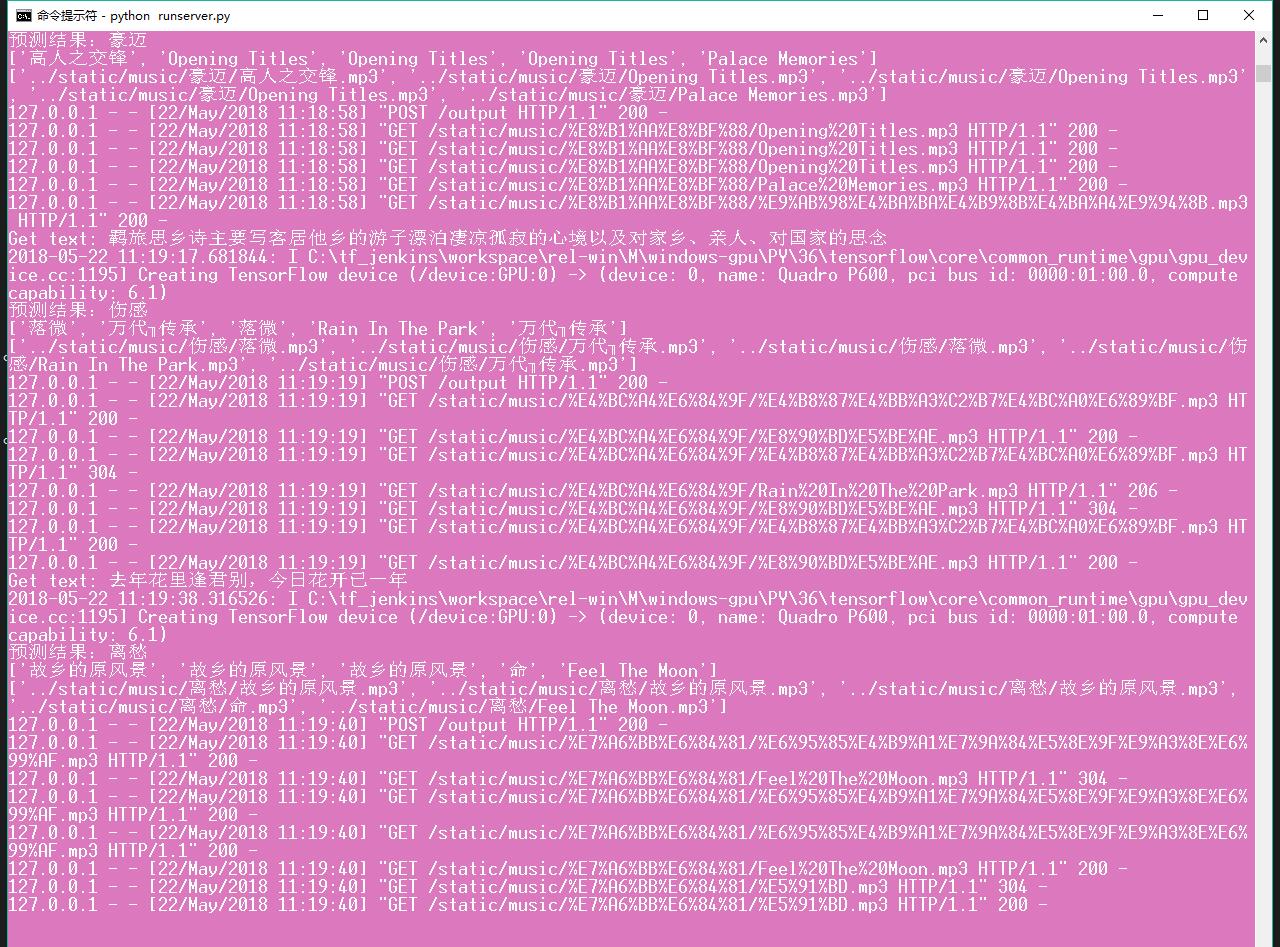 命令提示符 - python  runserver.py
预测结果: 豪迈
['高人之交锋', 'Opening Titles', 'Opening Titles', 'Opening Titles', 'Palace Memories']
['../static/music/豪迈/高人之交锋.mp3', '../static/music/豪迈/Opening Titles.mp3', '../static/music/豪迈/Opening Titles.mp3'
, '../static/music/豪迈/Opening Titles.mp3', '../static/music/豪迈/Palace Memories.mp3']
127.0.0.1 - - [22/May/2018 11:18:58] "POST /output HTTP/1.1" 200 -
127.0.0.1 - - [22/May/2018 11:18:58] "GET /static/music/%E8%B1%AA%E8%BF%88/Opening%20Titles.mp3 HTTP/1.1" 200 -
127.0.0.1 - - [22/May/2018 11:18:58] "GET /static/music/%E8%B1%AA%E8%BF%88/Opening%20Titles.mp3 HTTP/1.1" 200 -
127.0.0.1 - - [22/May/2018 11:18:58] "GET /static/music/%E8%B1%AA%E8%BF%88/Opening%20Titles.mp3 HTTP/1.1" 200 -
127.0.0.1 - - [22/May/2018 11:18:58] "GET /static/music/%E8%B1%AA%E8%BF%88/Palace%20Memories.mp3 HTTP/1.1" 200 -
127.0.0.1 - - [22/May/2018 11:18:58] "GET /static/music/%E8%B1%AA%E8%BF%88/%E9%AB%98%E4%BA%BA%E4%B9%8B%E4%BA%A4%E9%94%8B.mp3
 HTTP/1.1" 200 -
Get text: 羁旅思乡诗主要写客居他乡的游子漂泊凄凉孤寂的心境以及对家乡、亲人、对国家的思念
2018-05-22 11:19:17.681844: I C:\tf_jenkins\workspace\rel-win\M\windows-gpu\PY\36\tensorflow\core\common_runtime\gpu\gpu_dev
ice.cc:1195] Creating TensorFlow device (/device:GPU:0) -> (device: 0, name: Quadro P600, pci bus id: 0000:01:00.0, compute
capability: 6.1)
预测结果: 伤感
['落微', '万代╖传承', '落微', 'Rain In The Park', '万代╖传承']
['../static/music/伤感/落微.mp3', '../static/music/伤感/万代╖传承.mp3', '../static/music/伤感/落微.mp3', '../static/music/伤
感/Rain In The Park.mp3', '../static/music/伤感/万代╖传承.mp3']
127.0.0.1 - - [22/May/2018 11:19:19] "POST /output HTTP/1.1" 200 -
127.0.0.1 - - [22/May/2018 11:19:19] "GET /static/music/%E4%BC%A4%E6%84%9F/%E4%B8%87%E4%BB%A3%C2%B7%E4%BC%A0%E6%89%BF.mp3 HT
TP/1.1" 200 -
127.0.0.1 - - [22/May/2018 11:19:19] "GET /static/music/%E4%BC%A4%E6%84%9F/%E8%90%BD%E5%BE%AE.mp3 HTTP/1.1" 200 -
127.0.0.1 - - [22/May/2018 11:19:19] "GET /static/music/%E4%BC%A4%E6%84%9F/%E4%B8%87%E4%BB%A3%C2%B7%E4%BC%A0%E6%89%BF.mp3 HT
TP/1.1" 304 -
127.0.0.1 - - [22/May/2018 11:19:19] "GET /static/music/%E4%BC%A4%E6%84%9F/Rain%20In%20The%20Park.mp3 HTTP/1.1" 206 -
127.0.0.1 - - [22/May/2018 11:19:19] "GET /static/music/%E4%BC%A4%E6%84%9F/%E8%90%BD%E5%BE%AE.mp3 HTTP/1.1" 304 -
127.0.0.1 - - [22/May/2018 11:19:19] "GET /static/music/%E4%BC%A4%E6%84%9F/%E4%B8%87%E4%BB%A3%C2%B7%E4%BC%A0%E6%89%BF.mp3 HT
TP/1.1" 200 -
127.0.0.1 - - [22/May/2018 11:19:19] "GET /static/music/%E4%BC%A4%E6%84%9F/%E8%90%BD%E5%BE%AE.mp3 HTTP/1.1" 200 -
Get text: 去年花里逢君别，今日花开已一年
2018-05-22 11:19:38.316526: I C:\tf_jenkins\workspace\rel-win\M\windows-gpu\PY\36\tensorflow\core\common_runtime\gpu\gpu_dev
ice.cc:1195] Creating TensorFlow device (/device:GPU:0) -> (device: 0, name: Quadro P600, pci bus id: 0000:01:00.0, compute
capability: 6.1)
预测结果: 离愁
['故乡的原风景', '故乡的原风景', '故乡的原风景', '命', 'Feel The Moon']
['../static/music/离愁/故乡的原风景.mp3', '../static/music/离愁/故乡的原风景.mp3', '../static/music/离愁/故乡的原风景.mp3',
'../static/music/离愁/命.mp3', '../static/music/离愁/Feel The Moon.mp3']
127.0.0.1 - - [22/May/2018 11:19:40] "POST /output HTTP/1.1" 200 -
127.0.0.1 - - [22/May/2018 11:19:40] "GET /static/music/%E7%A6%BB%E6%84%81/%E6%95%85%E4%B9%A1%E7%9A%84%E5%8E%9F%E9%A3%8E%E6%
99%AF.mp3 HTTP/1.1" 200 -
127.0.0.1 - - [22/May/2018 11:19:40] "GET /static/music/%E7%A6%BB%E6%84%81/Feel%20The%20Moon.mp3 HTTP/1.1" 304 -
127.0.0.1 - - [22/May/2018 11:19:40] "GET /static/music/%E7%A6%BB%E6%84%81/%E6%95%85%E4%B9%A1%E7%9A%84%E5%8E%9F%E9%A3%8E%E6%
99%AF.mp3 HTTP/1.1" 200 -
127.0.0.1 - - [22/May/2018 11:19:40] "GET /static/music/%E7%A6%BB%E6%84%81/%E6%95%85%E4%B9%A1%E7%9A%84%E5%8E%9F%E9%A3%8E%E6%
99%AF.mp3 HTTP/1.1" 200 -
127.0.0.1 - - [22/May/2018 11:19:40] "GET /static/music/%E7%A6%BB%E6%84%81/Feel%20The%20Moon.mp3 HTTP/1.1" 200 -
127.0.0.1 - - [22/May/2018 11:19:40] "GET /static/music/%E7%A6%BB%E6%84%81/%E5%91%BD.mp3 HTTP/1.1" 304 -
127.0.0.1 - - [22/May/2018 11:19:40] "GET /static/music/%E7%A6%BB%E6%84%81/%E5%91%BD.mp3 HTTP/1.1" 200 -